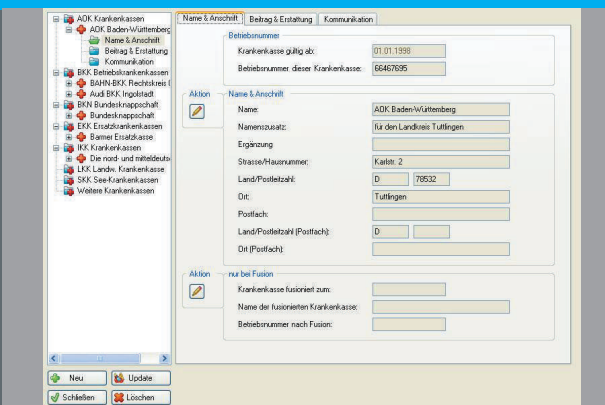 AOK Krankenkassen
AOK Baden-Württemberg
Name & Anschrift
Beitrag & Erstattung
Kommunikation
BKK Betriebskrankenkassen
BAHN-BKK Rechtskreis
Audi BKK Ingolstadt
BKN Bundesknappschaft
Bundesknappschaft
EKK Ersatzkrankenkassen
Barmer Ersatzkasse
IKK Krankenkassen
Die nord- und mitteldeuts
LKK Landw. Krankenkasse
SKK See-Krankenkassen
Weitere Krankenkassen
Neu Update
Schließen Löschen
Name & Anschrift Beitrag & Erstattung Kommunikation
Betriebsnummer
Krankenkasse gültig ab: 01.01.1998
Betriebsnummer dieser Krankenkasse: 66467695
Aktion Name & Anschrift
Name: AOK Baden-Württemberg
Namenszusatz: für den Landkreis Tuttlingen
Ergänzung
Strasse/Hausnummer: Karlstr. 2
Land/Postleitzahl: D 78532
Ort: Tuttlingen
Postfach:
Land/Postleitzahl (Postfach): D
Ort (Postfach):
Aktion nur bei Fusion
Krankenkasse fusioniert zum:
Name der fusionierten Krankenkasse:
Betriebsnummer nach Fusion: